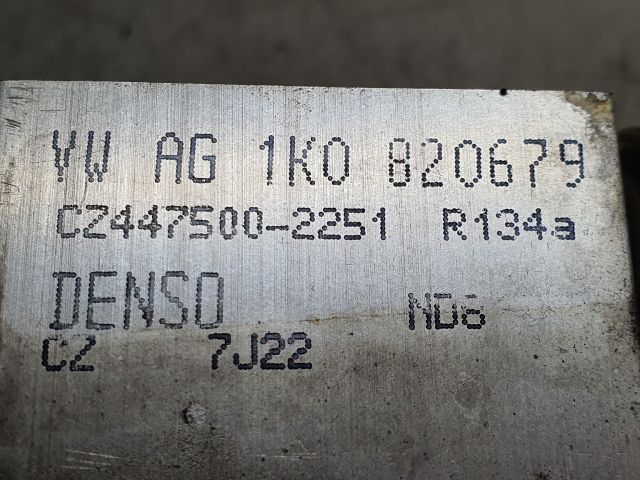 VW AG 1K0 820679
CZ447500-2251 R134a
DENSO ND6
CZ 7J22